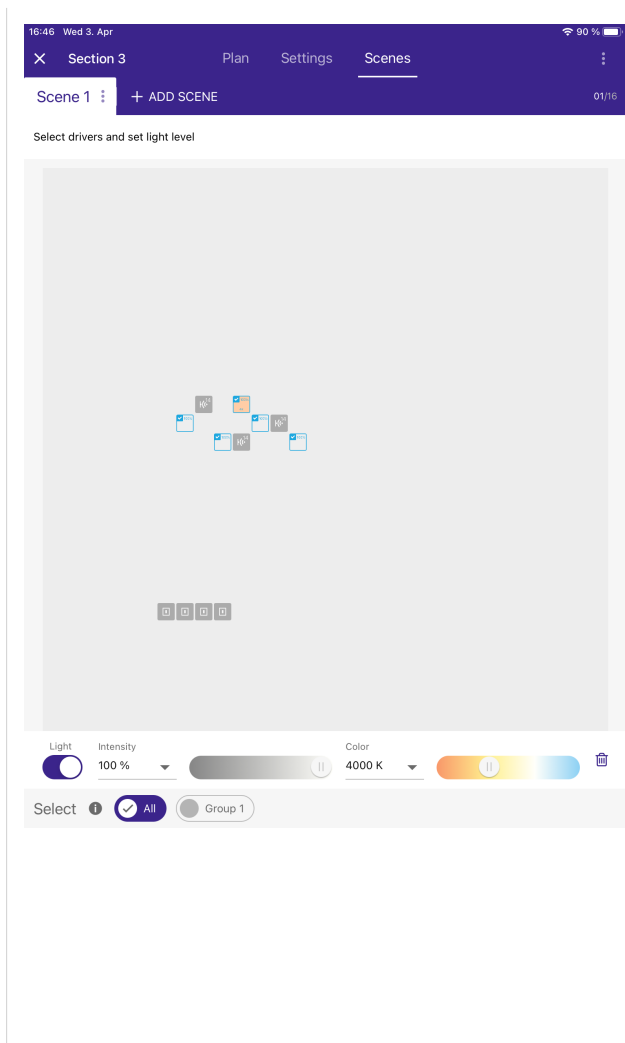 16:46 Wed 3. Apr 90 %
Section 3 Plan Settings Scenes
Scene 1 + ADD SCENE 01/16
Select drivers and set light level
Light Intensity Color
100 % 4000 K
Select All Group 1